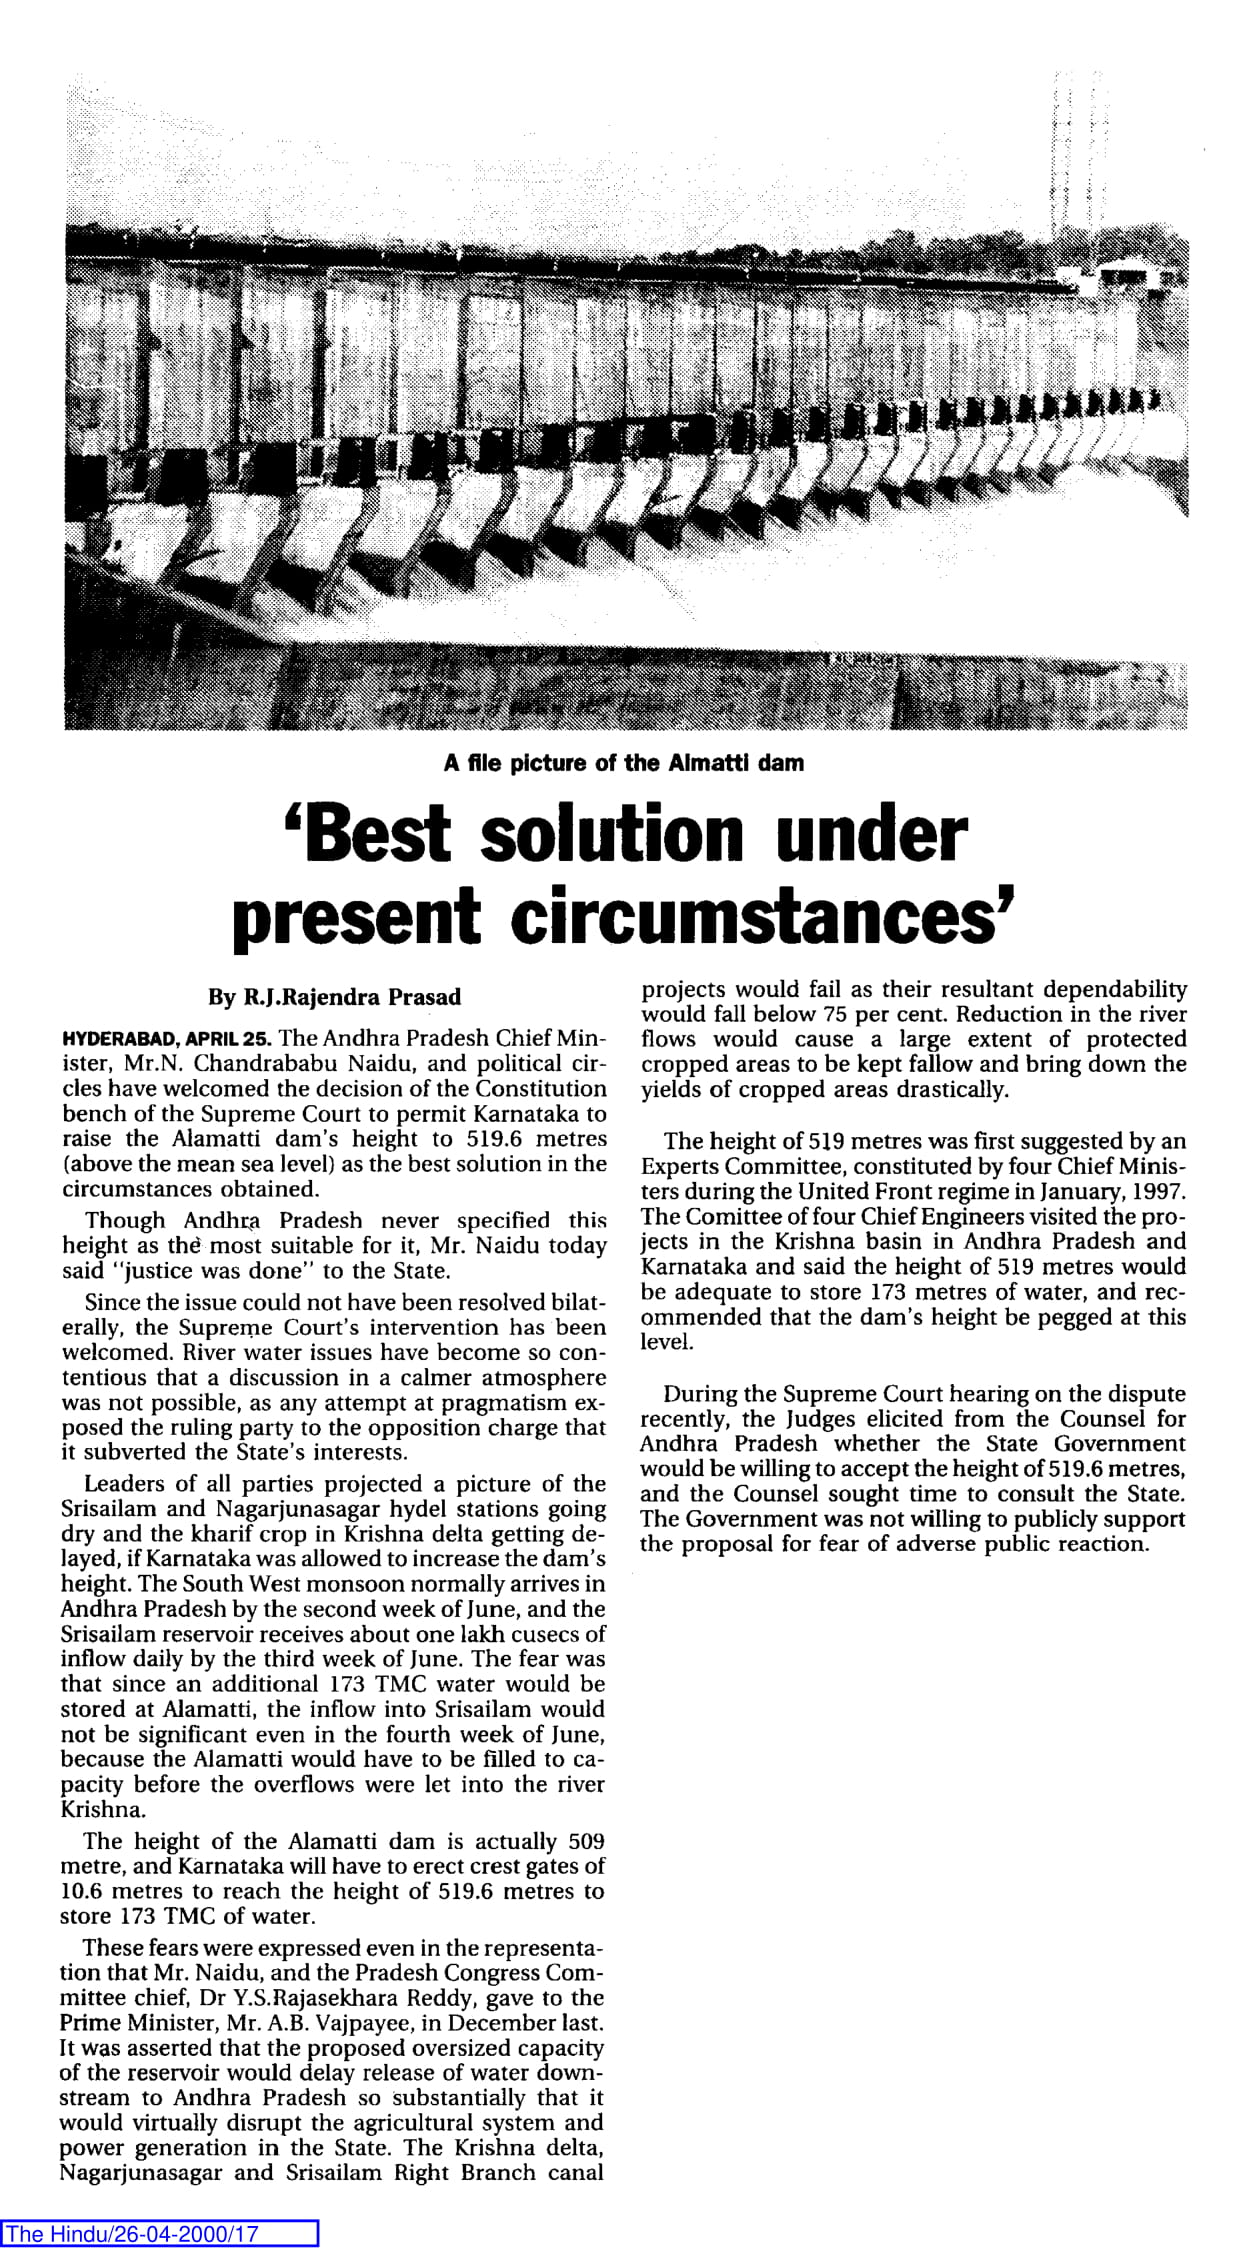 A file picture of the Almatti dam
‘Best solution under
present circumstances’
By R.J.Rajendra Prasad
HYDERABAD, APRIL 25. The Andhra Pradesh Chief Min-
ister, Mr.N. Chandrababu Naidu, and political cir-
cles have welcomed the decision of the Constitution
bench of the Supreme Court to permit Karnataka to
raise the Alamatti dam's height to 519.6 metres
(above the mean sea level) as the best solution in the
circumstances obtained.
Though Andhra Pradesh never specified this
height as the most suitable for it, Mr. Naidu today
said “justice was done” to the State.
Since the issue could not have been resolved bilat-
erally, the Supreme Court's intervention has been
welcomed. River water issues have become so con-
tentious that a discussion in a calmer atmosphere
was not possible, as any attempt at pragmatism ex-
posed the ruling party to the opposition charge that
it subverted the State's interests.
Leaders of all parties projected a picture of the
Srisailam and Nagarjunasagar hydel stations going
dry and the kharif crop in Krishna delta getting de-
layed, if Karnataka was allowed to increase the dam's
height. The South West monsoon normally arrives in
Andhra Pradesh by the second week of June, and the
Srisailam reservoir receives about one lakh cusecs of
inflow daily by the third week of June. The fear was
that since an additional 173 TMC water would be
stored at Alamatti, the inflow into Srisailam would
not be significant even in the fourth week of June,
because the Alamatti would have to be filled to ca-
pacity before the overflows were let into the river
Krishna.
The height of the Alamatti dam is actually 509
metre, and Karnataka will have to erect crest gates of
10.6 metres to reach the height of 519.6 metres to
store 173 TMC of water.
These fears were expressed even in the representa-
tion that Mr. Naidu, and the Pradesh Congress Com-
mittee chief, Dr Y.S.Rajasekhara Reddy, gave to the
Prime Minister, Mr. A.B. Vajpayee, in December last.
It was asserted that the proposed oversized capacity
of the reservoir would delay release of water down-
stream to Andhra Pradesh so substantially that it
would virtually disrupt the agricultural system and
power generation in the State. The Krishna delta,
Nagarjunasagar and Srisailam Right Branch canal
projects would fail as their resultant dependability
would fall below 75 per cent. Reduction in the river
flows would cause a large extent of protected
cropped areas to be kept fallow and bring down the
yields of cropped areas drastically.
The height of 519 metres was first suggested by an
Experts Committee, constituted by four Chief Minis-
ters during the United Front regime in January, 1997.
The Comittee of four Chief Engineers visited the pro-
jects in the Krishna basin in Andhra Pradesh and
Karnataka and said the height of 519 metres would
be adequate to store 173 metres of water, and rec-
ommended that the dam's height be pegged at this
level.
During the Supreme Court hearing on the dispute
recently, the Judges elicited from the Counsel for
Andhra Pradesh whether the State Government
would be willing to accept the height of 519.6 metres,
and the Counsel sought time to consult the State.
The Government was not willing to publicly support
the proposal for fear of adverse public reaction.
The Hindu/26-04-2000/17